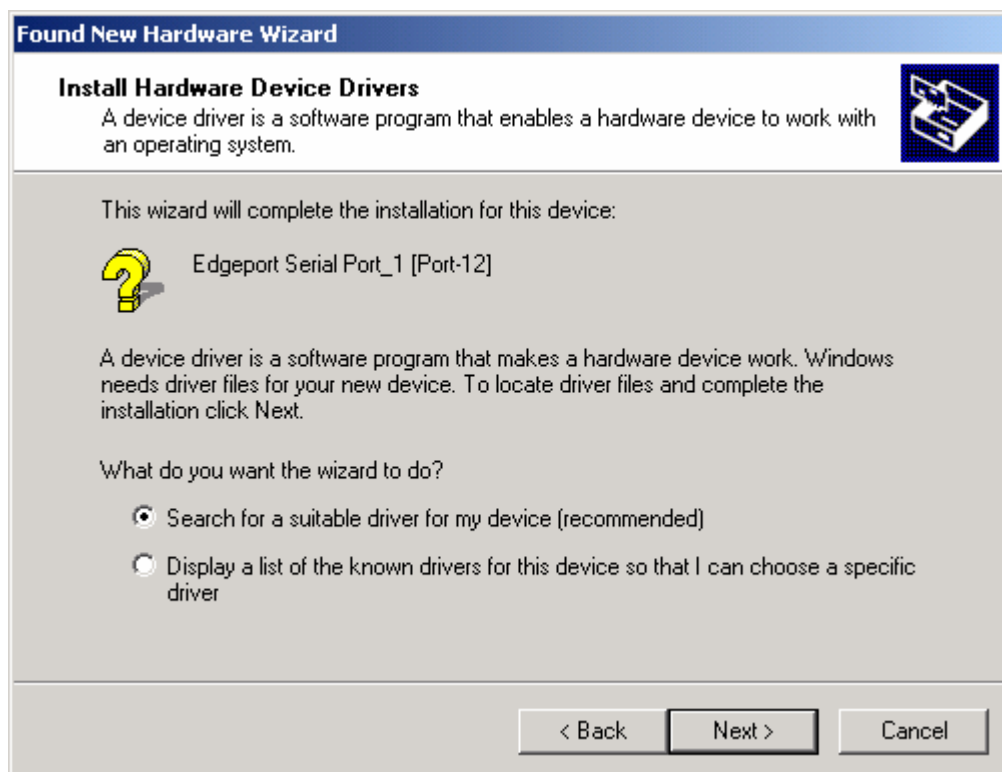 Found New Hardware Wizard
Install Hardware Device Drivers
A device driver is a software program that enables a hardware device to work with
an operating system.
This wizard will complete the installation for this device:
Edgeport Serial Port_1 [Port-12]
A device driver is a software program that makes a hardware device work. Windows
needs driver files for your new device. To locate driver files and complete the
installation click Next.
What do you want the wizard to do?
Search for a suitable driver for my device (recommended)
Display a list of the known drivers for this device so that I can choose a specific
driver
< Back Next > Cancel